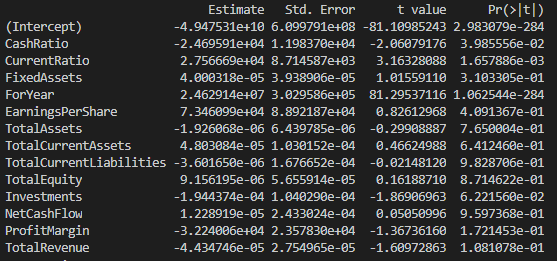 Estimate Std. Error t value Pr(>|t|)
(Intercept) -4.947531e+10 6.099791e+08 -81.10985243 2.983079e-284
CashRatio -2.469591e+04 1.198370e+04 -2.06079176 3.985556e-02
CurrentRatio 2.756669e+04 8.714587e+03 3.16328088 1.657886e-03
FixedAssets 4.000318e-05 3.938906e-05 1.01559110 3.103305e-01
ForYear 2.462914e+07 3.029586e+05 81.29537116 1.062544e-284
EarningsPerShare 7.346099e+04 8.892187e+04 0.82612968 4.091367e-01
TotalAssets -1.926068e-06 6.439785e-06 -0.29908887 7.650004e-01
TotalCurrentAssets 4.803084e-05 1.030152e-04 0.46624988 6.412460e-01
TotalCurrentLiabilities -3.601650e-06 1.676652e-04 -0.02148120 9.828706e-01
TotalEquity 9.156195e-06 5.655914e-05 0.16188710 8.714622e-01
Investments -1.944374e-04 1.040290e-04 -1.86906963 6.221560e-02
NetCashFlow 1.228919e-05 2.433024e-04 0.05050996 9.597368e-01
ProfitMargin -3.224006e+04 2.357830e+04 -1.36736160 1.721453e-01
TotalRevenue -4.434746e-05 2.754965e-05 -1.60972863 1.081078e-01